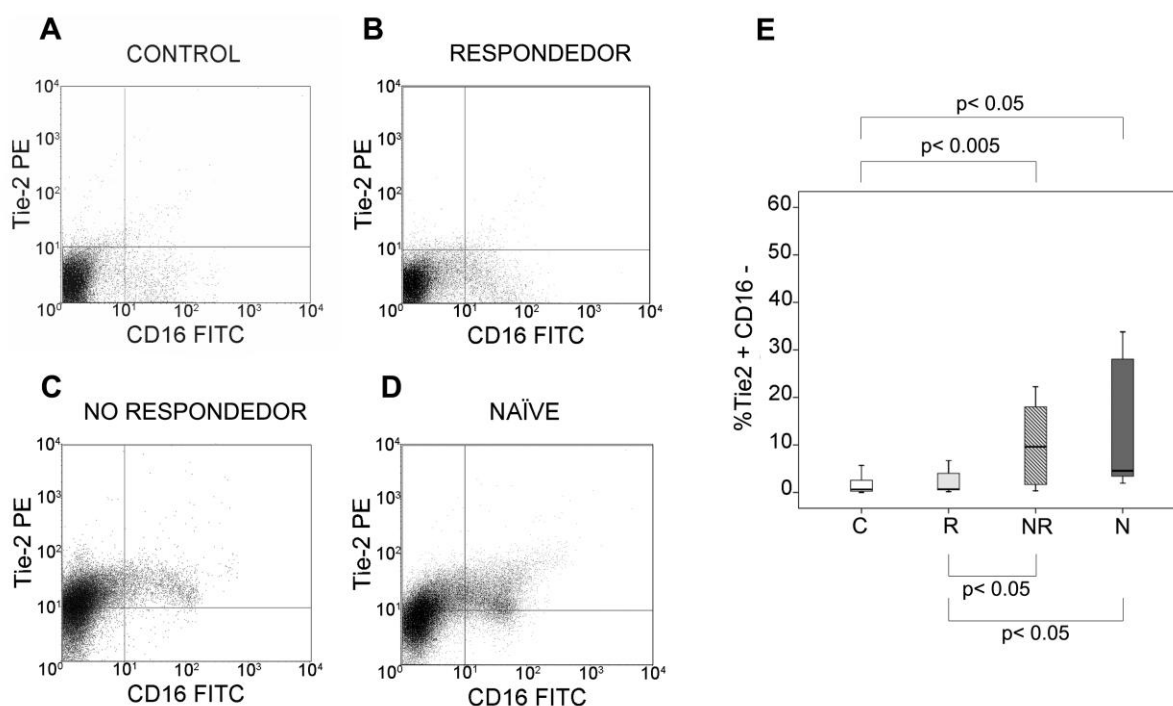 A
CONTROL
10⁴
10³
10²
10¹
10⁰
Tie-2 PE
10⁰ 10¹ 10² 10³ 10⁴
CD16 FITC
B
RESPONDEDOR
10⁴
10³
10²
10¹
10⁰
Tie-2 PE
10⁰ 10¹ 10² 10³ 10⁴
CD16 FITC
C
NO RESPONDEDOR
10⁴
10³
10²
10¹
10⁰
Tie-2 PE
10⁰ 10¹ 10² 10³ 10⁴
CD16 FITC
D
NAÏVE
10⁴
10³
10²
10¹
10⁰
Tie-2 PE
10⁰ 10¹ 10² 10³ 10⁴
CD16 FITC
E
p< 0.05
p< 0.005
%Tie2 + CD16 -
60
50
40
30
20
10
0
C R NR N
p< 0.05
p< 0.05